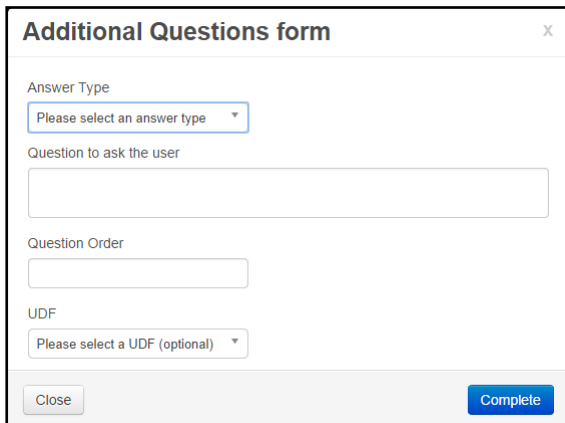 Additional Questions form
x
Answer Type
Please select an answer type
Question to ask the user
Question Order
UDF
Please select a UDF (optional)
Close
Complete